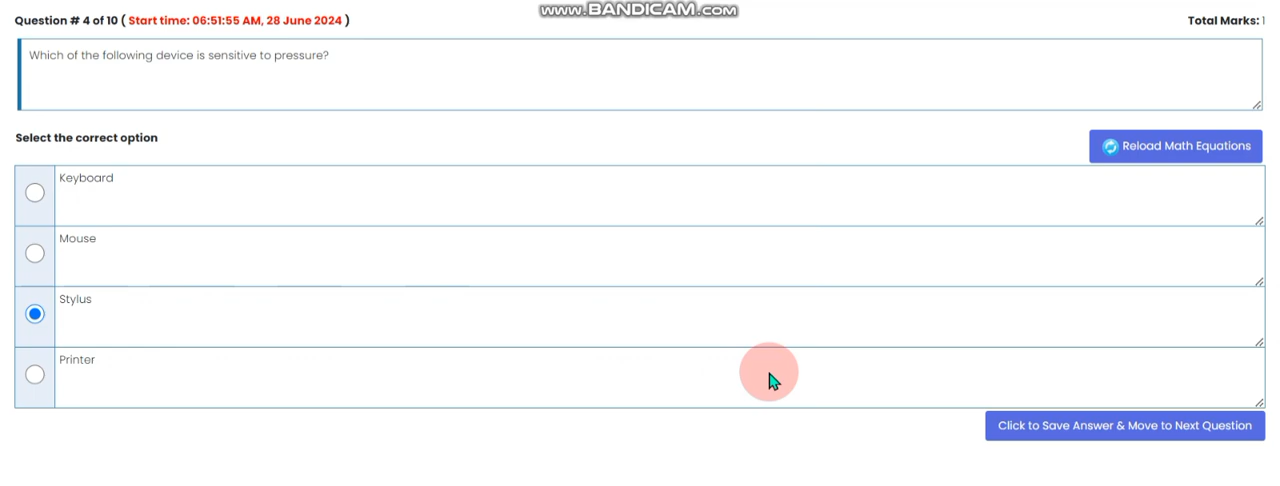 www.BANDICAM.com
Question # 4 of 10 ( Start time: 06:51:55 AM, 28 June 2024 )
Total Marks: 1
Which of the following device is sensitive to pressure?
Select the correct option
Reload Math Equations
Keyboard
Mouse
Stylus
Printer
Click to Save Answer & Move to Next Question